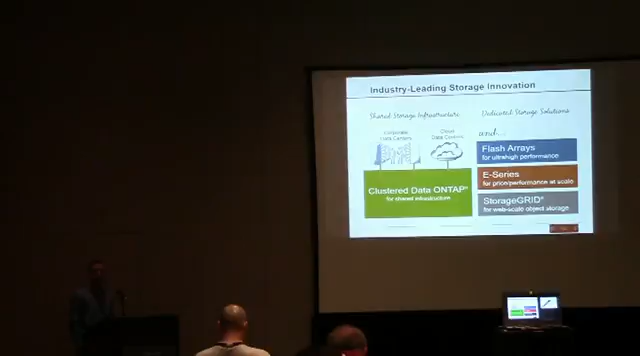 Industry-Leading Storage Innovation
Shared Storage Infrastructure
Dedicated Storage Solutions
Corporate
Data Centers
Cloud
Data Centers
and...
Flash Arrays
for ultrahigh performance
E-Series
for price/performance at scale
Clustered Data ONTAP®
for shared infrastructure
StorageGRID®
for web-scale object storage